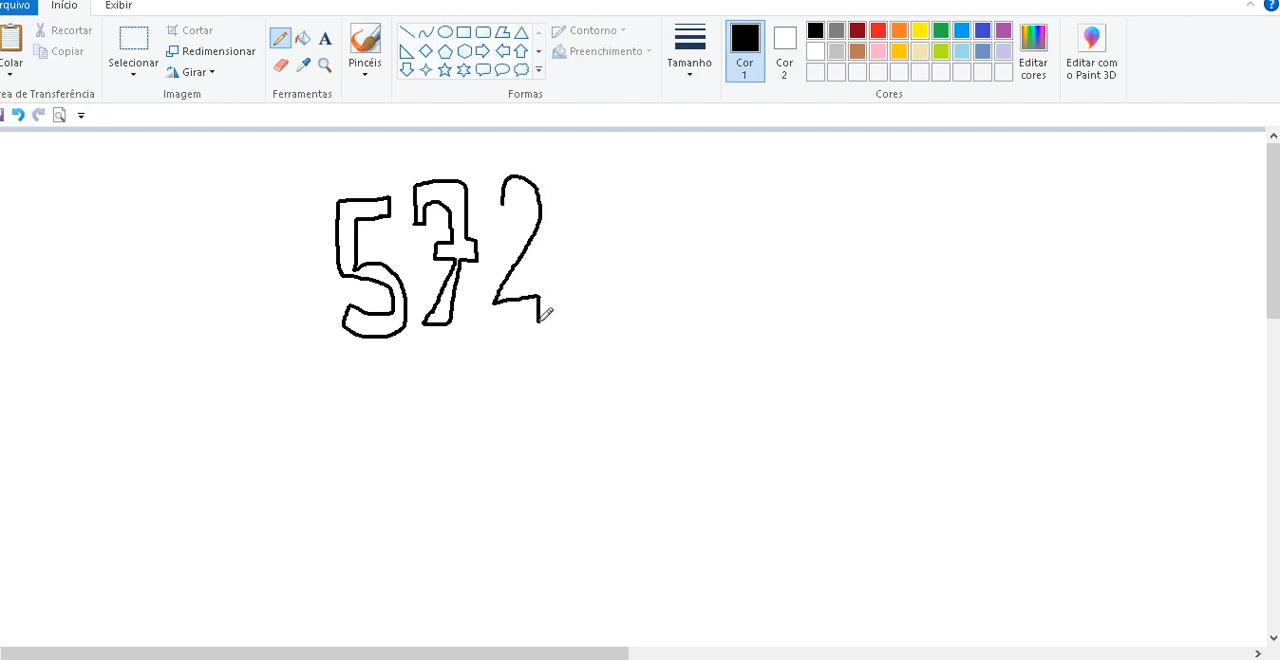 rquivo Início Exibir
Colar
Recortar
Copiar
rea de Transferência
Selecionar
Redimensionar
Girar
Imagem
A
Ferramentas
Pincéis
Contorno
Preenchimento
Formas
Tamanho
Cor 1
Cor 2
Editar cores
Cores
Editar com o Paint 3D
572